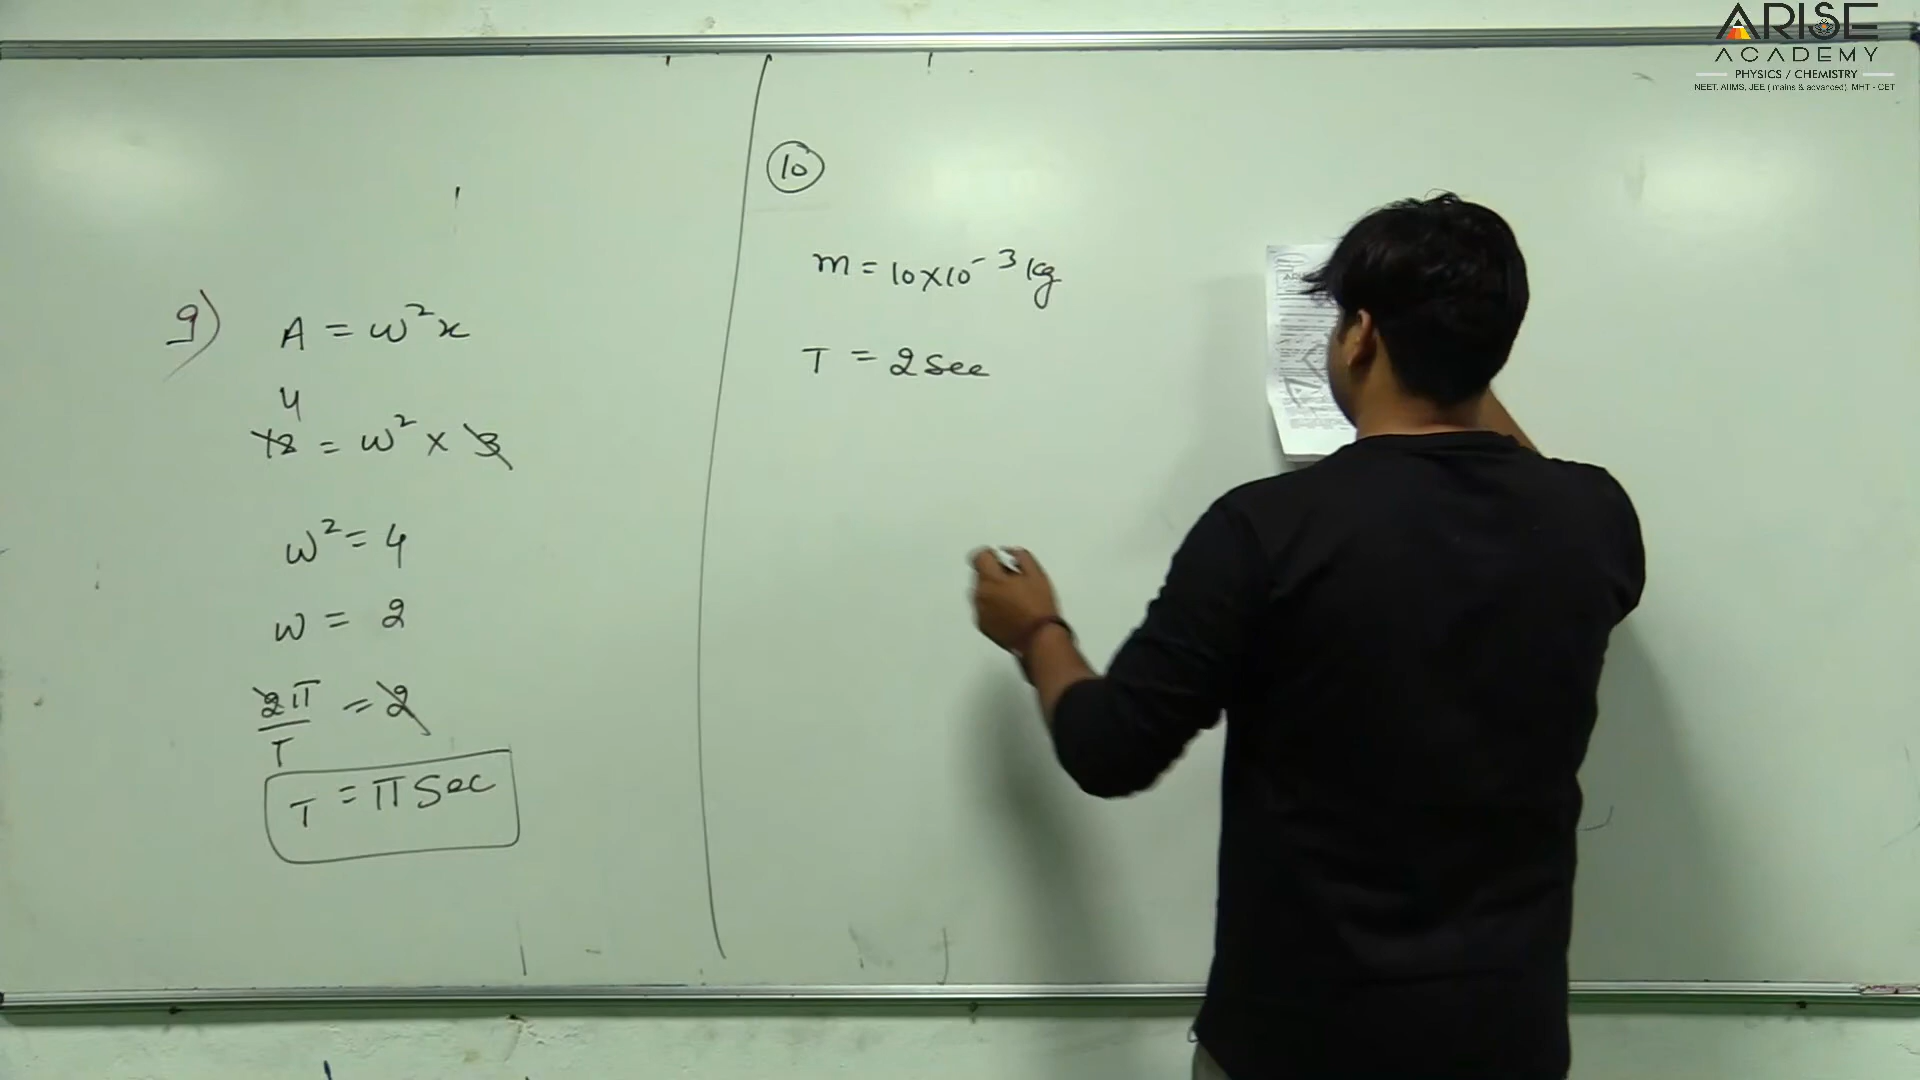 ARISE
ACADEMY
PHYSICS / CHEMISTRY
NEET, AIIMS, JEE (mains & advanced), MHT - CET
9)
A = ω²x
4
12 = ω² × 3
ω² = 4
ω = 2
2π/T = 2
T = π Sec
10
m = 10×10⁻³ kg
T = 2 Sec